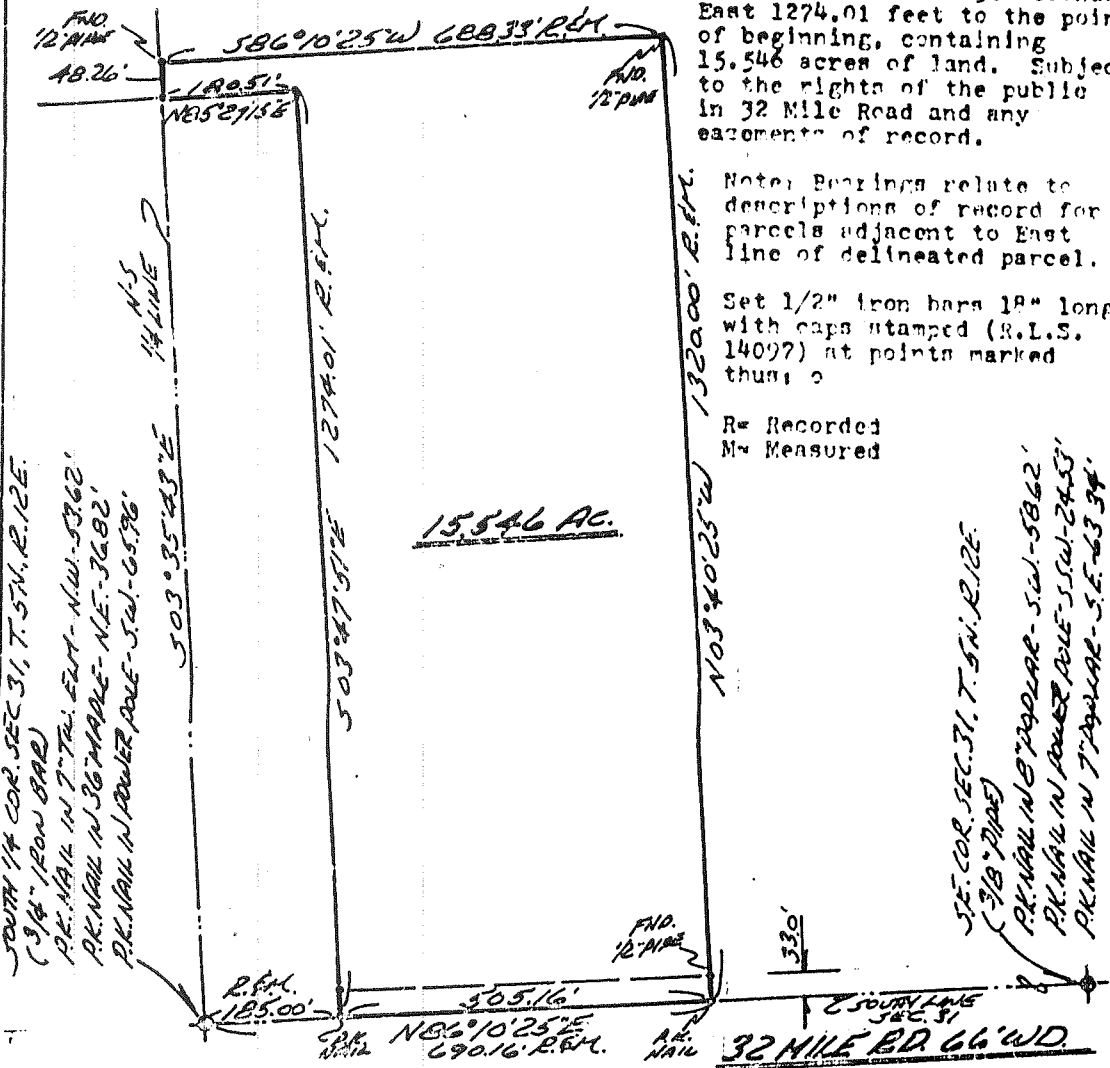 East 1274.01 feet to the poin
of beginning, containing
15.546 acres of land. Subjec
to the rights of the public
in 32 Mile Road and any
easements of record.
Note: Bearings relate to
descriptions of record for
parcels adjacent to East
line of delineated parcel.
Set 1/2" iron bars 18" long
with caps stamped (R.L.S.
14097) at points marked
thus: o
R= Recorded
M= Measured
FND.
1/2" PIPE
48.26'
S86°10'25"W 688.33' R.&M.
180.51'
N85°29'15"E
FND.
1/2" PIPE
N-S
1/4 LINE
S03°35'43"E
S03°47'51"E 1274.01' R.&M.
15.546 AC.
N03°40'25"W 1320.00' R.&M.
SOUTH 1/4 COR. SEC. 31, T.5N., R.12E.
(3/4" IRON BAR)
P.K. NAIL IN 7" TW. ELM - N.W. - 53.62'
P.K. NAIL IN 36" MAPLE - N.E. - 36.82'
P.K. NAIL IN POWER POLE - S.W. - 65.96'
S.E. COR. SEC. 31, T.5N. R.12E.
(3/8" PIPE)
P.K. NAIL IN 8" POPLAR - S.W. - 58.62'
P.K. NAIL IN POWER POLE - S.S.W. - 24.53'
P.K. NAIL IN 7" POPLAR - S.E. - 63.34'
FND.
1/2" PIPE
33.0'
R.&M.
185.00'
505.16'
P.K.
NAIL
N86°10'25"E
690.16' R.&M.
P.K.
NAIL
SOUTH LINE
SEC. 31
32 MILE RD. 66' WD.